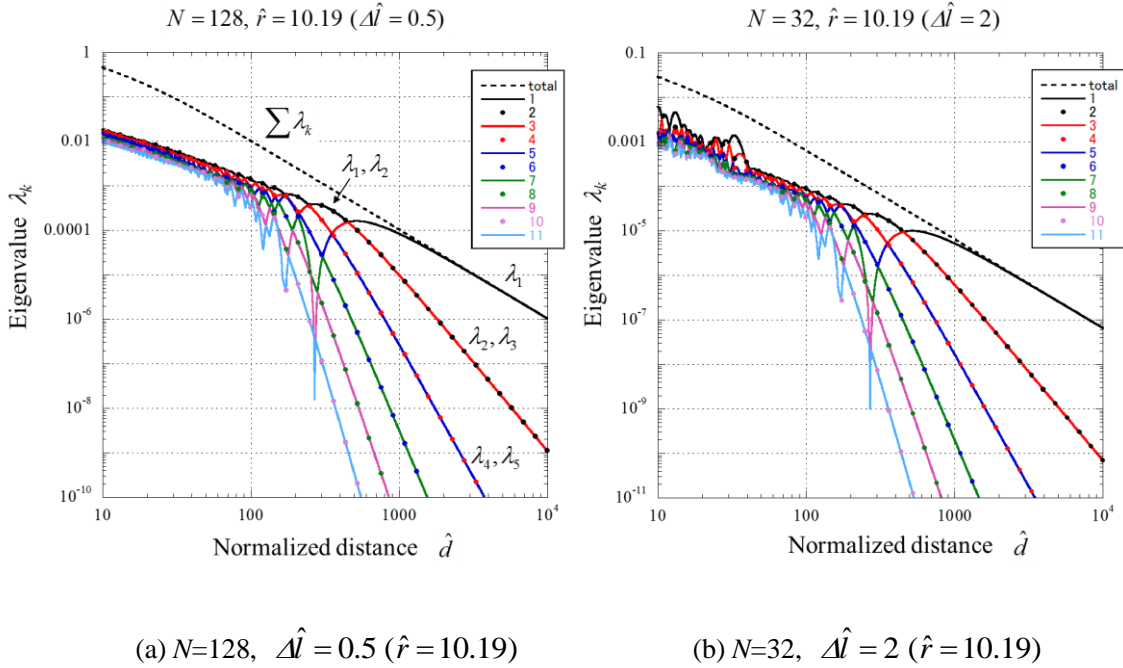 N = 128, r̂ = 10.19 (Δl̂ = 0.5)
1
0.01
0.0001
10⁻⁶
10⁻⁸
10⁻¹⁰
Eigenvalue λₖ
10
100
1000
10⁴
Normalized distance d̂
∑ λₖ
λ₁, λ₂
λ₁
λ₂, λ₃
λ₄, λ₅
total
1
2
3
4
5
6
7
8
9
10
11
N = 32, r̂ = 10.19 (Δl̂ = 2)
0.1
0.001
10⁻⁵
10⁻⁷
10⁻⁹
10⁻¹¹
Eigenvalue λₖ
10
100
1000
10⁴
Normalized distance d̂
total
1
2
3
4
5
6
7
8
9
10
11
(a) N=128, Δl̂ = 0.5 (r̂ = 10.19)
(b) N=32, Δl̂ = 2 (r̂ = 10.19)